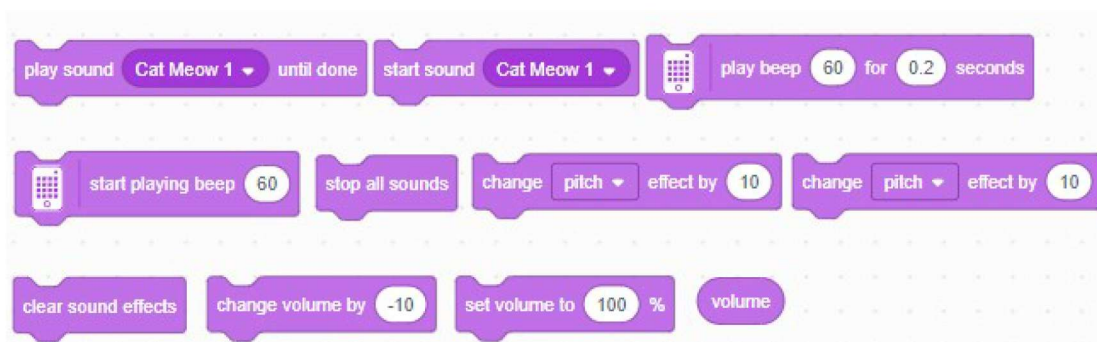 play sound Cat Meow 1 until done start sound Cat Meow 1 play beep 60 for 0.2 seconds
start playing beep 60 stop all sounds change pitch effect by 10 change pitch effect by 10
clear sound effects change volume by -10 set volume to 100 % volume